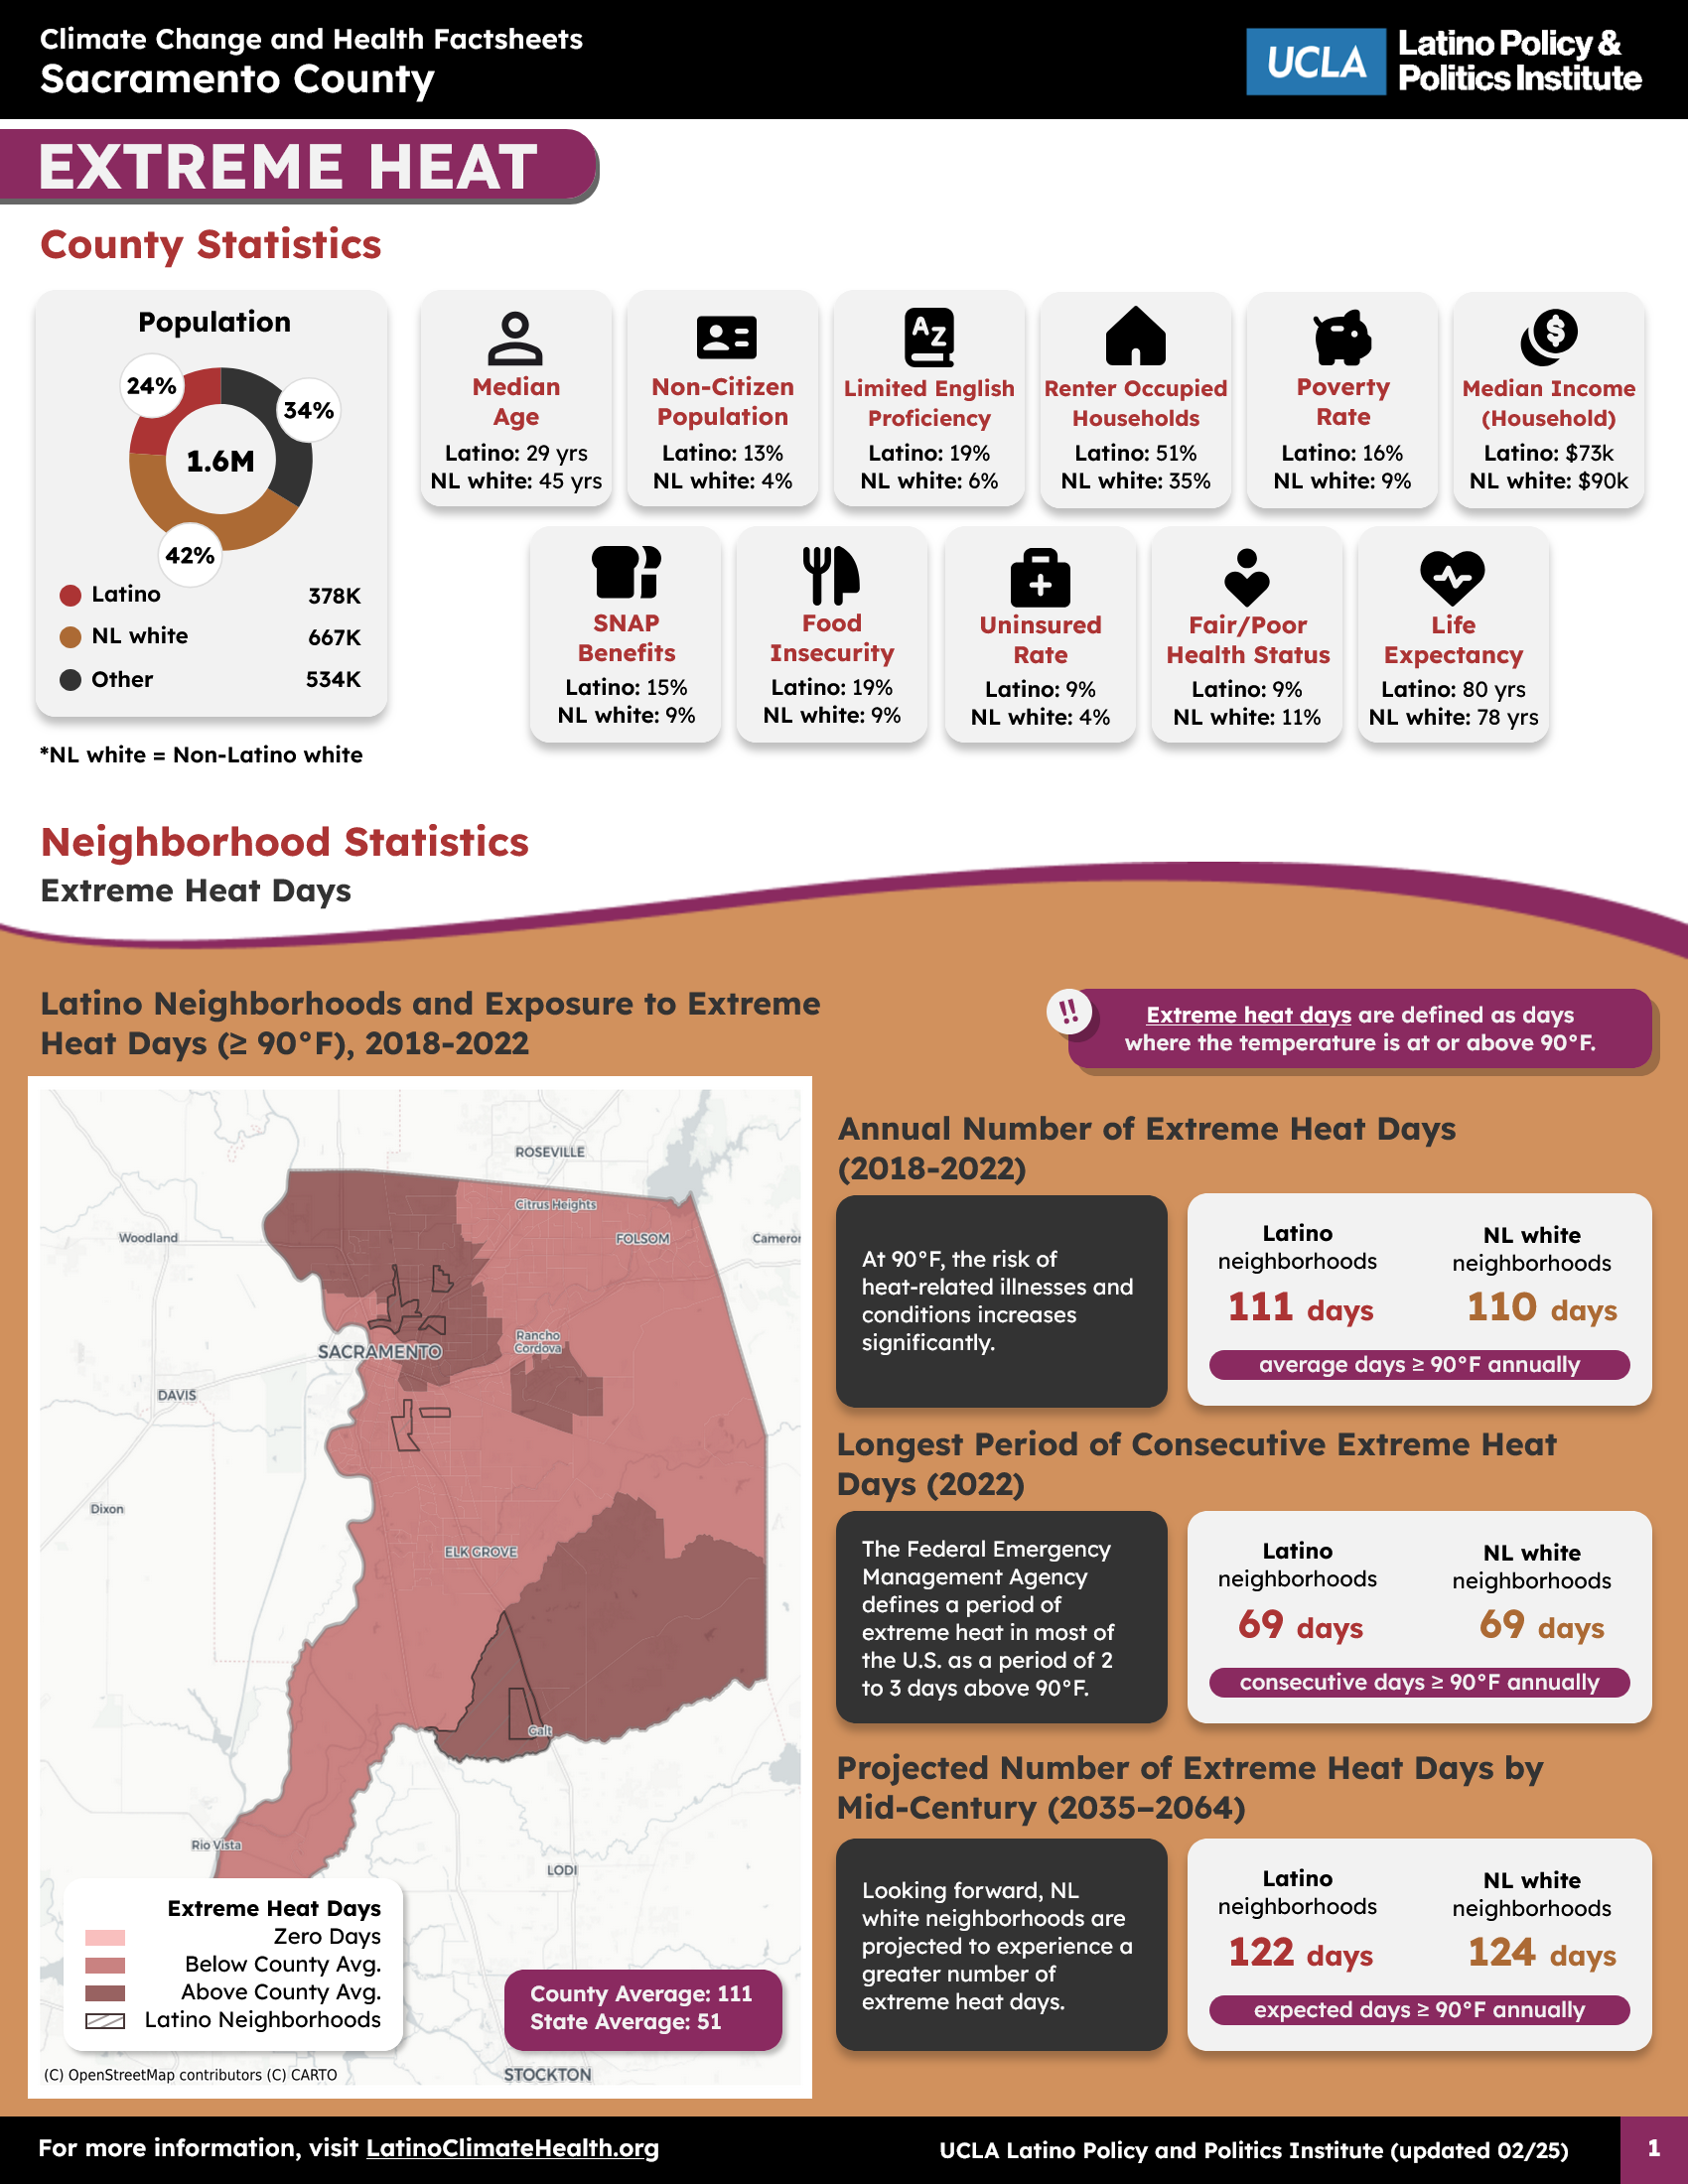 Climate Change and Health Factsheets
Sacramento County
UCLA
Latino Policy &
Politics Institute
EXTREME HEAT
County Statistics
Population
24%
34%
1.6M
42%
Latino 378K
NL white 667K
Other 534K
*NL white = Non-Latino white
Median
Age
Latino: 29 yrs
NL white: 45 yrs
Non-Citizen
Population
Latino: 13%
NL white: 4%
AZ
Limited English
Proficiency
Latino: 19%
NL white: 6%
Renter Occupied
Households
Latino: 51%
NL white: 35%
Poverty
Rate
Latino: 16%
NL white: 9%
$
Median Income
(Household)
Latino: $73k
NL white: $90k
SNAP
Benefits
Latino: 15%
NL white: 9%
Food
Insecurity
Latino: 19%
NL white: 9%
Uninsured
Rate
Latino: 9%
NL white: 4%
Fair/Poor
Health Status
Latino: 9%
NL white: 11%
Life
Expectancy
Latino: 80 yrs
NL white: 78 yrs
Neighborhood Statistics
Extreme Heat Days
Latino Neighborhoods and Exposure to Extreme
Heat Days (≥ 90°F), 2018-2022
!!
Extreme heat days are defined as days
where the temperature is at or above 90°F.
ROSEVILLE
Citrus Heights
Woodland
FOLSOM
Cameron
SACRAMENTO
Rancho
Cordova
DAVIS
Dixon
ELK GROVE
Galt
Rio Vista
LODI
STOCKTON
Extreme Heat Days
Zero Days
Below County Avg.
Above County Avg.
Latino Neighborhoods
County Average: 111
State Average: 51
(C) OpenStreetMap contributors (C) CARTO
Annual Number of Extreme Heat Days
(2018-2022)
At 90°F, the risk of
heat-related illnesses and
conditions increases
significantly.
Latino
neighborhoods
111 days
NL white
neighborhoods
110 days
average days ≥ 90°F annually
Longest Period of Consecutive Extreme Heat
Days (2022)
The Federal Emergency
Management Agency
defines a period of
extreme heat in most of
the U.S. as a period of 2
to 3 days above 90°F.
Latino
neighborhoods
69 days
NL white
neighborhoods
69 days
consecutive days ≥ 90°F annually
Projected Number of Extreme Heat Days by
Mid-Century (2035–2064)
Looking forward, NL
white neighborhoods are
projected to experience a
greater number of
extreme heat days.
Latino
neighborhoods
122 days
NL white
neighborhoods
124 days
expected days ≥ 90°F annually
For more information, visit LatinoClimateHealth.org
UCLA Latino Policy and Politics Institute (updated 02/25)
1